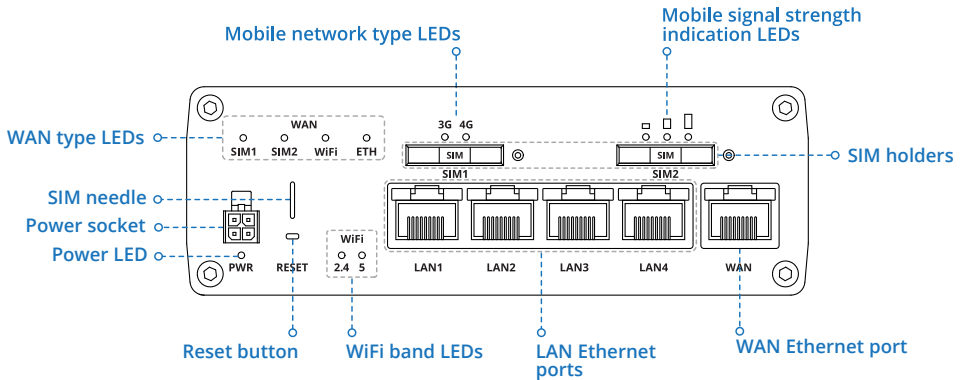 Mobile network type LEDs
Mobile signal strength
indication LEDs
WAN type LEDs
WAN
SIM1 SIM2 WiFi ETH
3G 4G
SIM
SIM1
SIM
SIM2
SIM holders
SIM needle
Power socket
Power LED
PWR
RESET
WiFi
2.4 5
LAN1
LAN2
LAN3
LAN4
WAN
Reset button
WiFi band LEDs
LAN Ethernet
ports
WAN Ethernet port